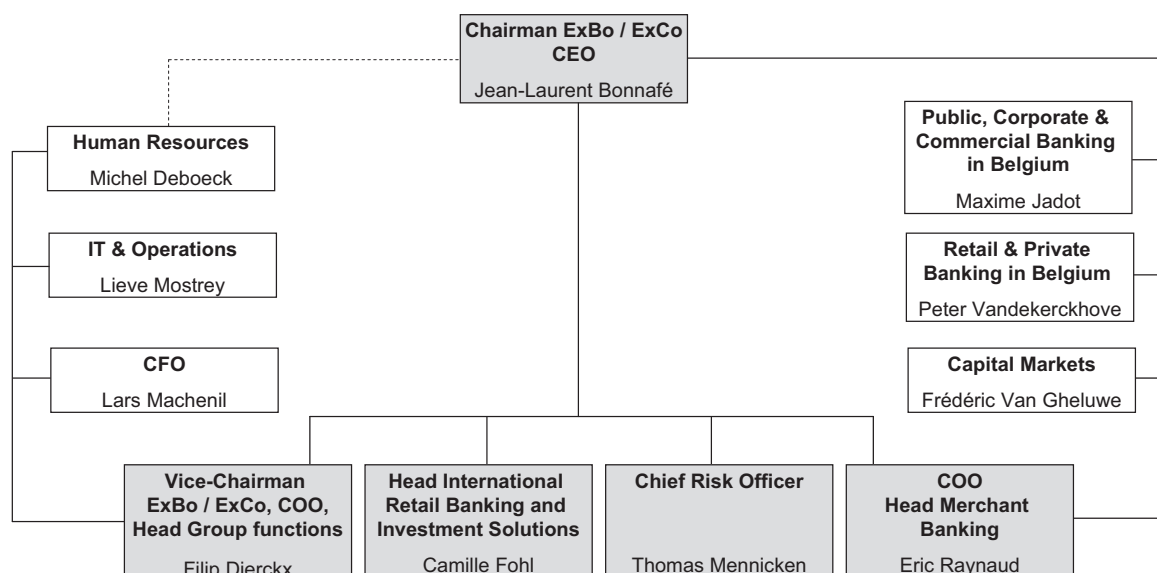 Chairman ExBo / ExCo
CEO
Jean-Laurent Bonnafé
Human Resources
Michel Deboeck
IT & Operations
Lieve Mostrey
CFO
Lars Machenil
Public, Corporate &
Commercial Banking
in Belgium
Maxime Jadot
Retail & Private
Banking in Belgium
Peter Vandekerckhove
Capital Markets
Frédéric Van Gheluwe
Vice-Chairman
ExBo / ExCo, COO,
Head Group functions
Filip Dierckx
Head International
Retail Banking and
Investment Solutions
Camille Fohl
Chief Risk Officer
Thomas Mennicken
COO
Head Merchant
Banking
Eric Raynaud